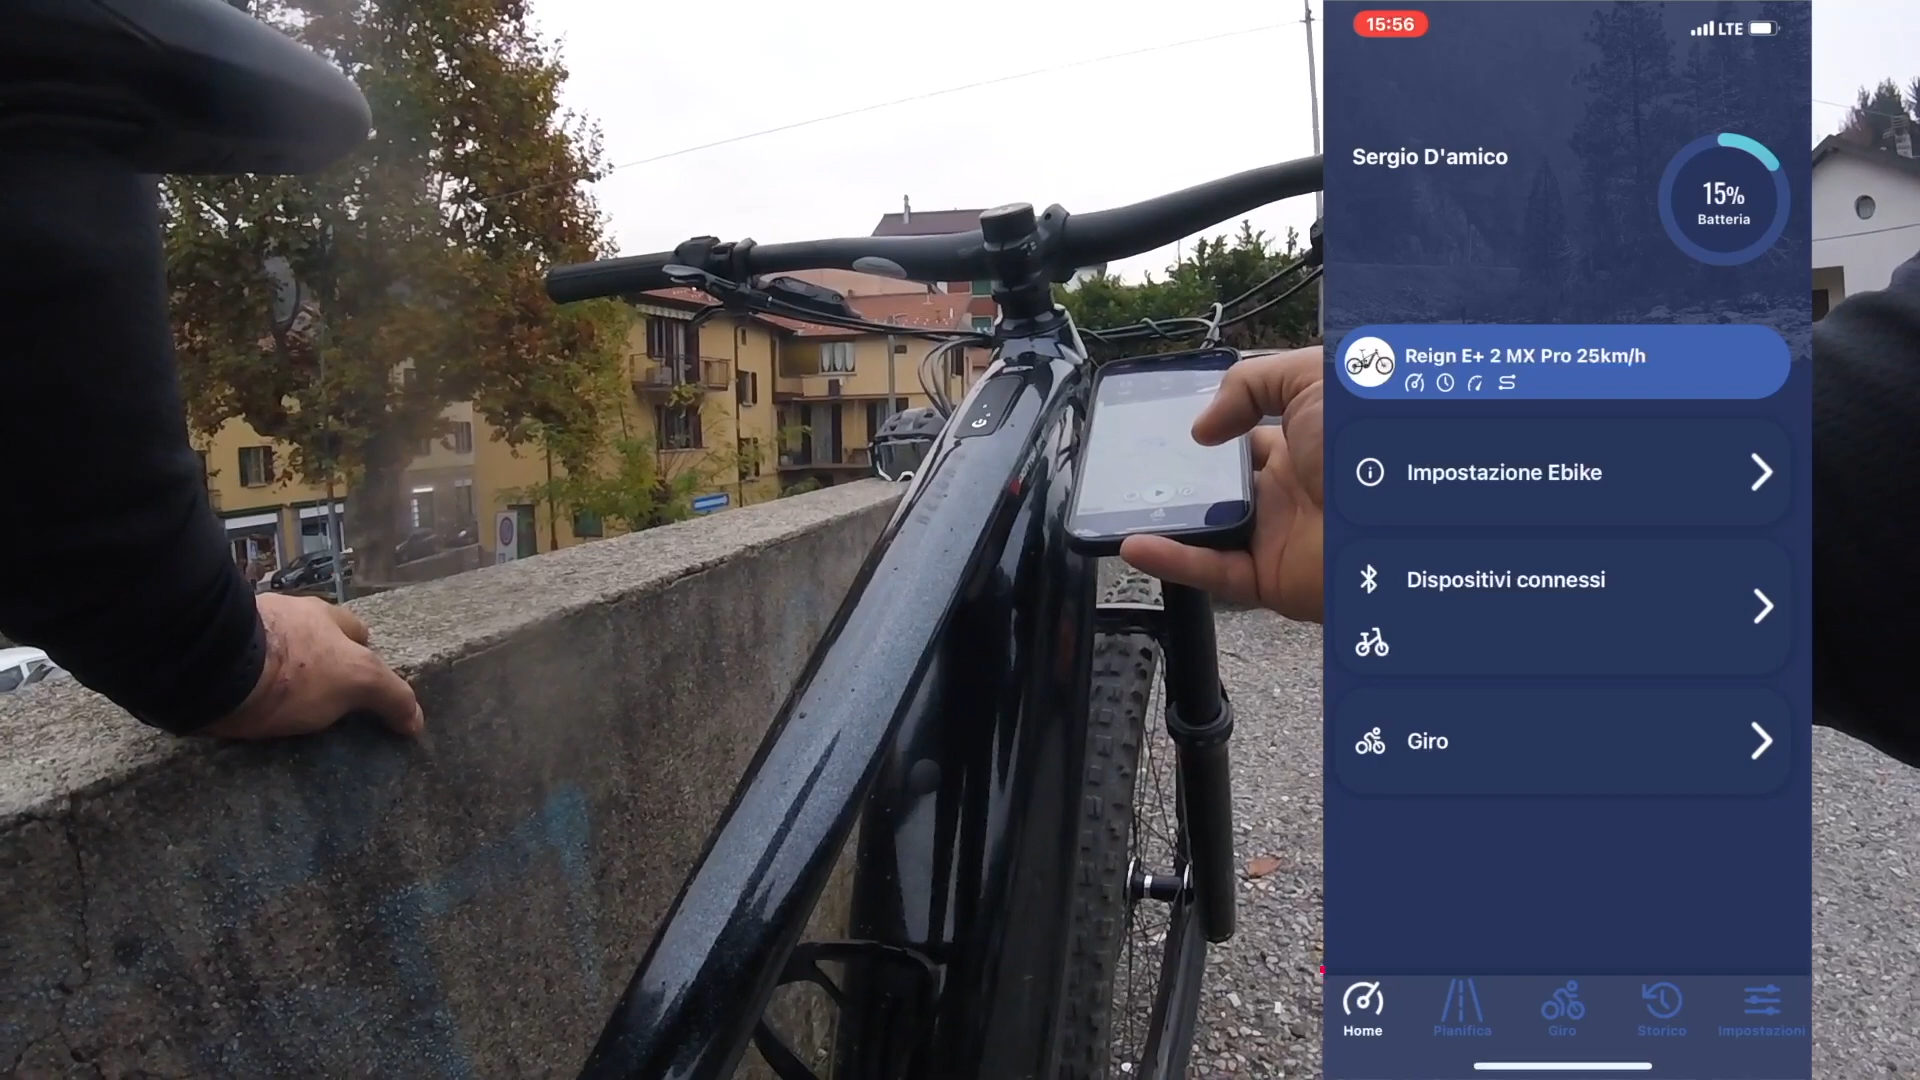 15:56
LTE
Sergio D'amico
15%
Batteria
Reign E+ 2 MX Pro 25km/h
Impostazione Ebike
Dispositivi connessi
Giro
Home
Pianifica
Giro
Storico
Impostazioni